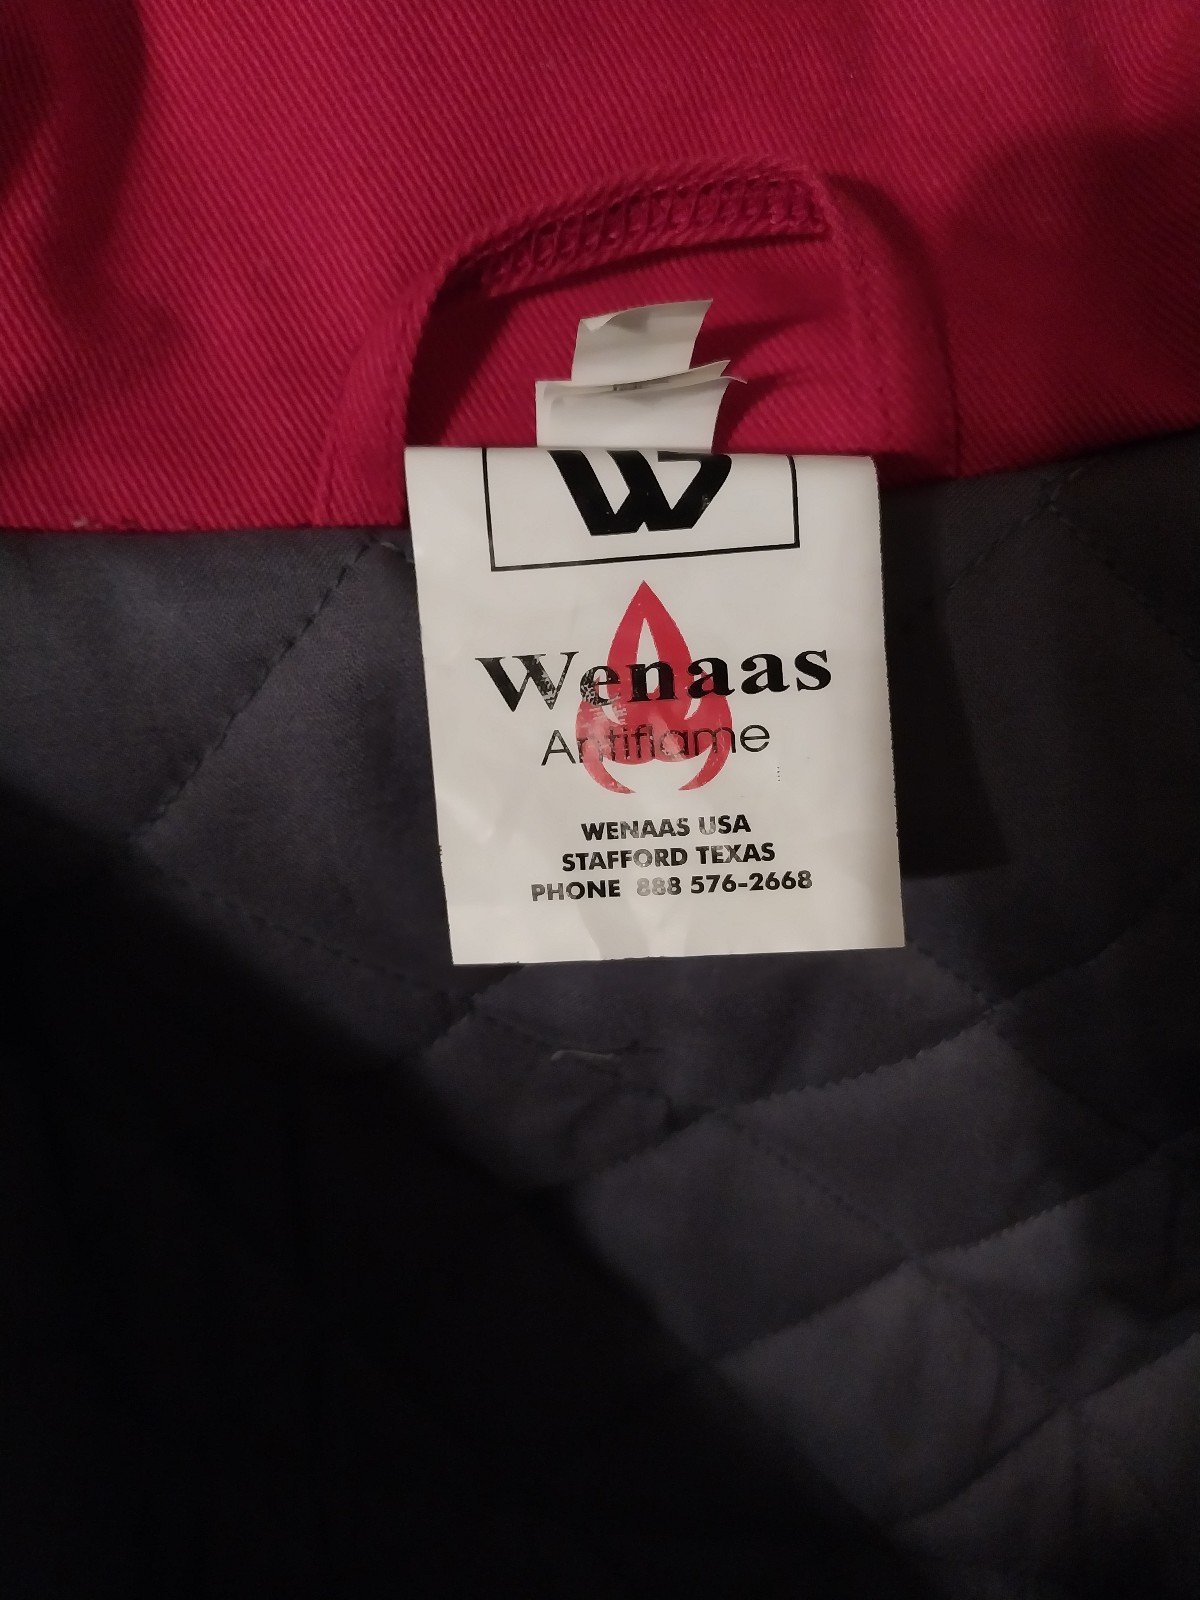 W
Wenaas
Antiflame
WENAAS USA
STAFFORD TEXAS
PHONE 888 576-2668